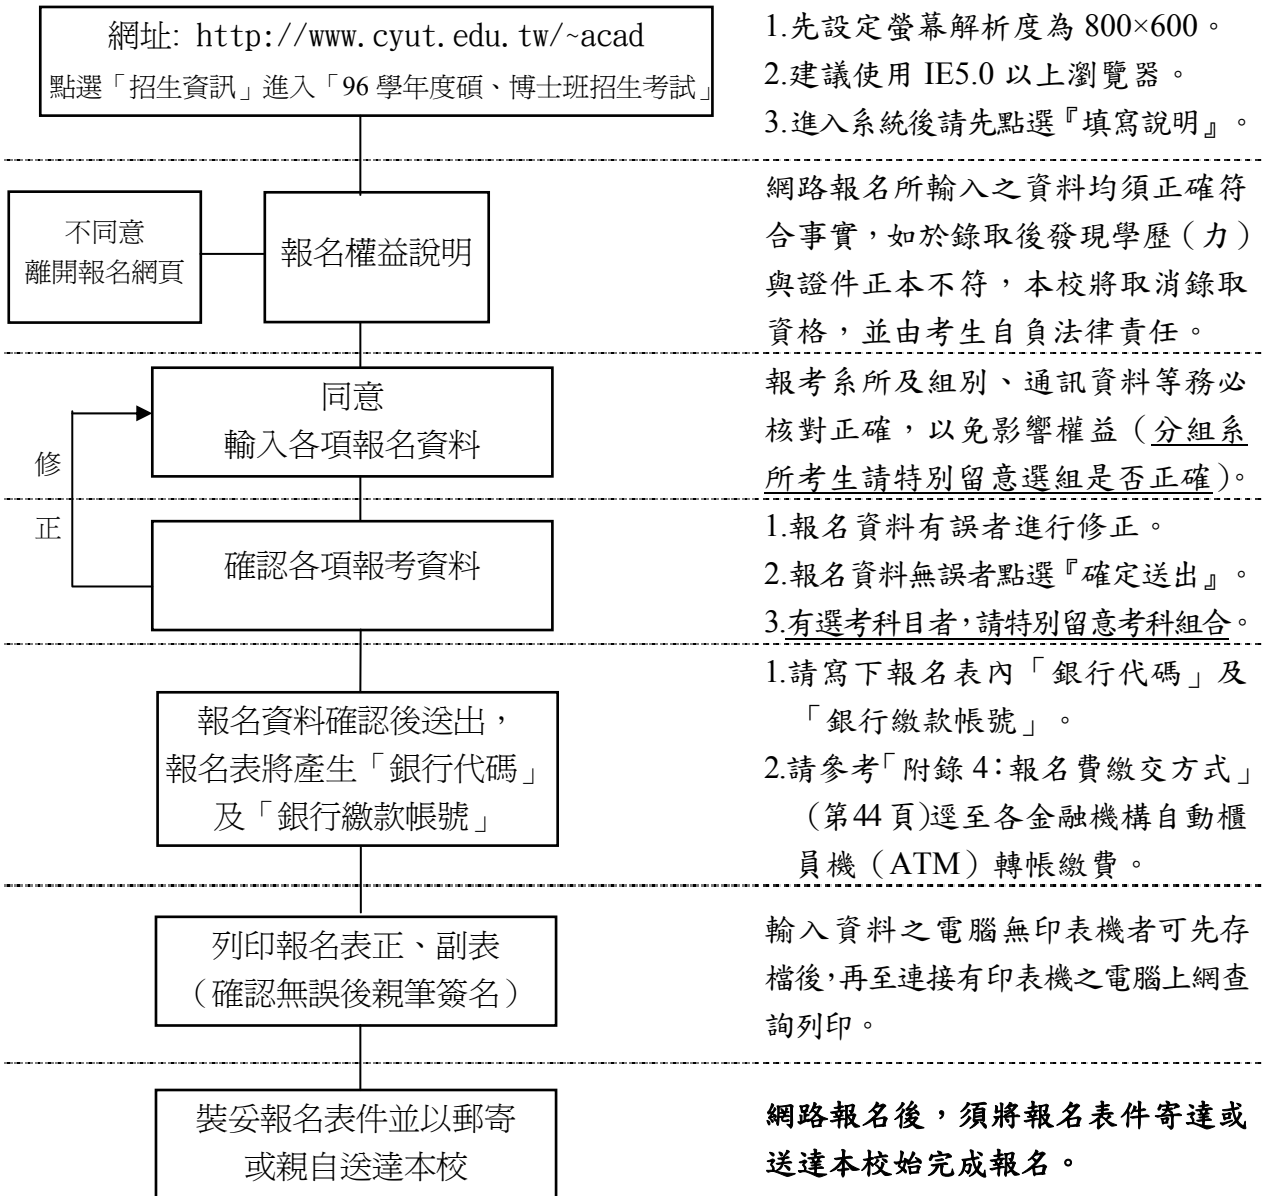 網址: http://www.cyut.edu.tw/~acad
點選「招生資訊」進入「96 學年度碩、博士班招生考試」
1.先設定螢幕解析度為 800×600。
2.建議使用 IE5.0 以上瀏覽器。
3.進入系統後請先點選『填寫說明』。
不同意
離開報名網頁
報名權益說明
網路報名所輸入之資料均須正確符
合事實，如於錄取後發現學歷（力）
與證件正本不符，本校將取消錄取
資格，並由考生自負法律責任。
同意
輸入各項報名資料
報考系所及組別、通訊資料等務必
核對正確，以免影響權益（分組系
所考生請特別留意選組是否正確）。
修
正
確認各項報考資料
1.報名資料有誤者進行修正。
2.報名資料無誤者點選『確定送出』。
3.有選考科目者，請特別留意考科組合。
報名資料確認後送出，
報名表將產生「銀行代碼」
及「銀行繳款帳號」
1.請寫下報名表內「銀行代碼」及
「銀行繳款帳號」。
2.請參考「附錄 4：報名費繳交方式」
(第44 頁)逕至各金融機構自動櫃
員機（ATM）轉帳繳費。
列印報名表正、副表
（確認無誤後親筆簽名）
輸入資料之電腦無印表機者可先存
檔後，再至連接有印表機之電腦上網查
詢列印。
裝妥報名表件並以郵寄
或親自送達本校
網路報名後，須將報名表件寄達或
送達本校始完成報名。